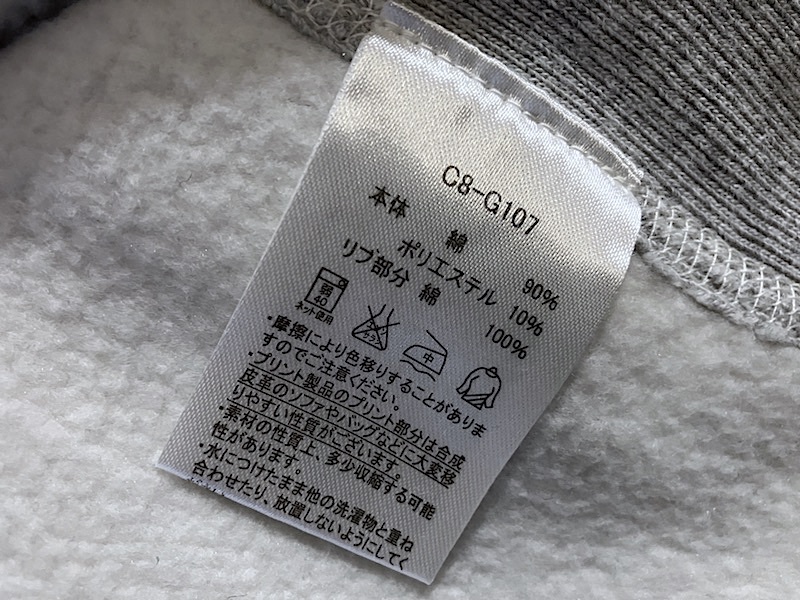 C8-G107
本体 綿 90%
ポリエステル 10%
リブ部分 綿 100%
弱
40
ネット使用
エンソ
サラシ
中
・摩擦により色移りすることがありま
すのでご注意ください。
・プリント製品のプリント部分は合成
皮革のソファやバッグなどに大変移
りやすい性質がございます。
・素材の性質上、多少収縮する可能
性があります。
・水につけたまま他の洗濯物と重ね
合わせたり、放置しないようにしてく